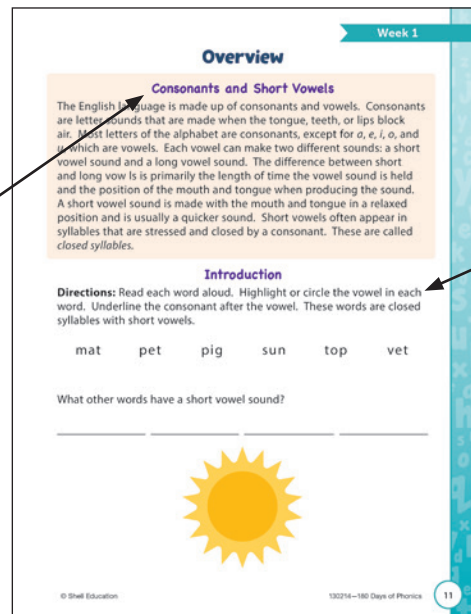 Week 1
Overview
Consonants and Short Vowels
The English language is made up of consonants and vowels. Consonants
are letter sounds that are made when the tongue, teeth, or lips block
air. Most letters of the alphabet are consonants, except for a, e, i, o, and
u, which are vowels. Each vowel can make two different sounds: a short
vowel sound and a long vowel sound. The difference between short
and long vow ls is primarily the length of time the vowel sound is held
and the position of the mouth and tongue when producing the sound.
A short vowel sound is made with the mouth and tongue in a relaxed
position and is usually a quicker sound. Short vowels often appear in
syllables that are stressed and closed by a consonant. These are called
closed syllables.
Introduction
Directions: Read each word aloud. Highlight or circle the vowel in each
word. Underline the consonant after the vowel. These words are closed
syllables with short vowels.
mat pet pig sun top vet
What other words have a short vowel sound?
© Shell Education 130214—180 Days of Phonics 11